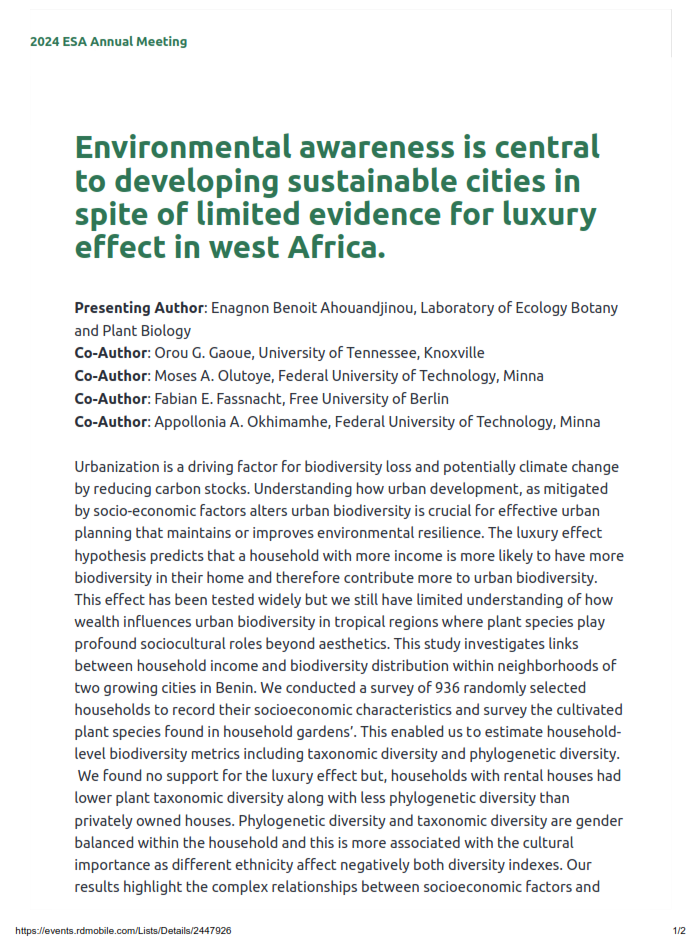 2024 ESA Annual Meeting
Environmental awareness is central
to developing sustainable cities in
spite of limited evidence for luxury
effect in west Africa.
Presenting Author: Enagnon Benoit Ahouandjinou, Laboratory of Ecology Botany
and Plant Biology
Co-Author: Orou G. Gaoue, University of Tennessee, Knoxville
Co-Author: Moses A. Olutoye, Federal University of Technology, Minna
Co-Author: Fabian E. Fassnacht, Free University of Berlin
Co-Author: Appollonia A. Okhimamhe, Federal University of Technology, Minna
Urbanization is a driving factor for biodiversity loss and potentially climate change
by reducing carbon stocks. Understanding how urban development, as mitigated
by socio-economic factors alters urban biodiversity is crucial for effective urban
planning that maintains or improves environmental resilience. The luxury effect
hypothesis predicts that a household with more income is more likely to have more
biodiversity in their home and therefore contribute more to urban biodiversity.
This effect has been tested widely but we still have limited understanding of how
wealth influences urban biodiversity in tropical regions where plant species play
profound sociocultural roles beyond aesthetics. This study investigates links
between household income and biodiversity distribution within neighborhoods of
two growing cities in Benin. We conducted a survey of 936 randomly selected
households to record their socioeconomic characteristics and survey the cultivated
plant species found in household gardens’. This enabled us to estimate household-
level biodiversity metrics including taxonomic diversity and phylogenetic diversity.
We found no support for the luxury effect but, households with rental houses had
lower plant taxonomic diversity along with less phylogenetic diversity than
privately owned houses. Phylogenetic diversity and taxonomic diversity are gender
balanced within the household and this is more associated with the cultural
importance as different ethnicity affect negatively both diversity indexes. Our
results highlight the complex relationships between socioeconomic factors and
https://events.rdmobile.com/Lists/Details/2447926
1/2